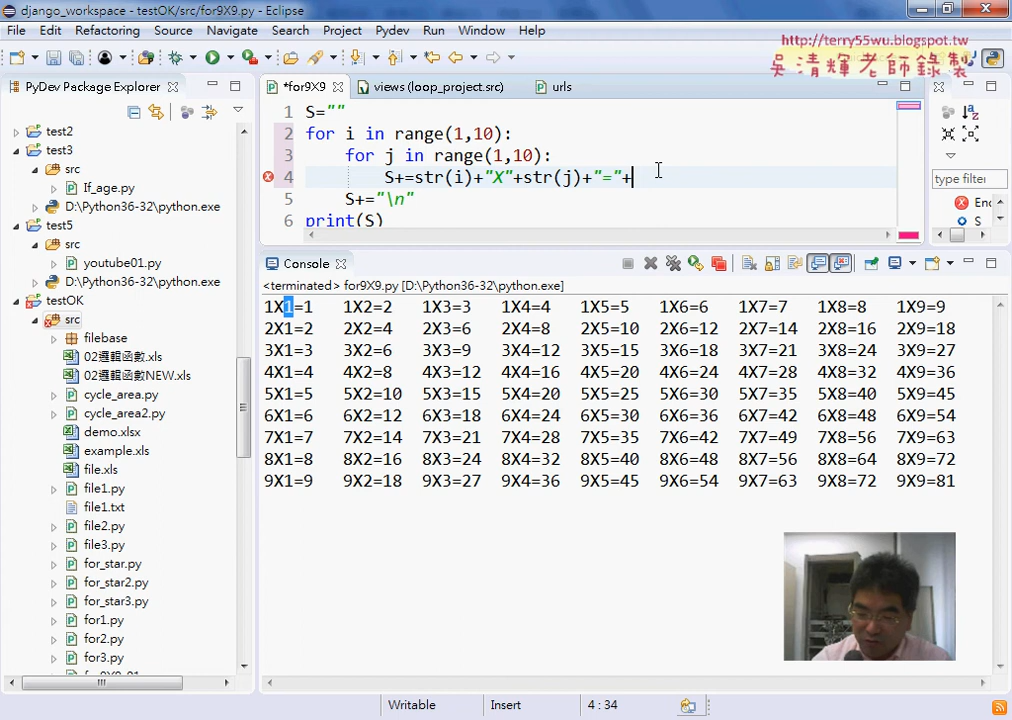 django_workspace - testOK/src/for9X9.py - Eclipse
File Edit Refactoring Source Navigate Search Project Pydev Run Window Help
http://terry55wu.blogspot.tw
吳清輝老師錄製
PyDev Package Explorer
*for9X9
views (loop_project.src)
urls
test2
test3
src
If_age.py
D:\Python36-32\python.exe
test5
src
youtube01.py
D:\Python36-32\python.exe
testOK
src
filebase
02邏輯函數.xls
02邏輯函數NEW.xls
cycle_area.py
cycle_area2.py
demo.xlsx
example.xls
file.xls
file1.py
file1.txt
file2.py
file3.py
for_star.py
for_star2.py
for_star3.py
for1.py
for2.py
for3.py
1 S=""
2 for i in range(1,10):
3 for j in range(1,10):
4 S+=str(i)+"X"+str(j)+"="+
5 S+="\n"
6 print(S)
type filter
S
Console
<terminated> for9X9.py [D:\Python36-32\python.exe]
1X1=1 1X2=2 1X3=3 1X4=4 1X5=5 1X6=6 1X7=7 1X8=8 1X9=9
2X1=2 2X2=4 2X3=6 2X4=8 2X5=10 2X6=12 2X7=14 2X8=16 2X9=18
3X1=3 3X2=6 3X3=9 3X4=12 3X5=15 3X6=18 3X7=21 3X8=24 3X9=27
4X1=4 4X2=8 4X3=12 4X4=16 4X5=20 4X6=24 4X7=28 4X8=32 4X9=36
5X1=5 5X2=10 5X3=15 5X4=20 5X5=25 5X6=30 5X7=35 5X8=40 5X9=45
6X1=6 6X2=12 6X3=18 6X4=24 6X5=30 6X6=36 6X7=42 6X8=48 6X9=54
7X1=7 7X2=14 7X3=21 7X4=28 7X5=35 7X6=42 7X7=49 7X8=56 7X9=63
8X1=8 8X2=16 8X3=24 8X4=32 8X5=40 8X6=48 8X7=56 8X8=64 8X9=72
9X1=9 9X2=18 9X3=27 9X4=36 9X5=45 9X6=54 9X7=63 9X8=72 9X9=81
Writable Insert 4 : 34